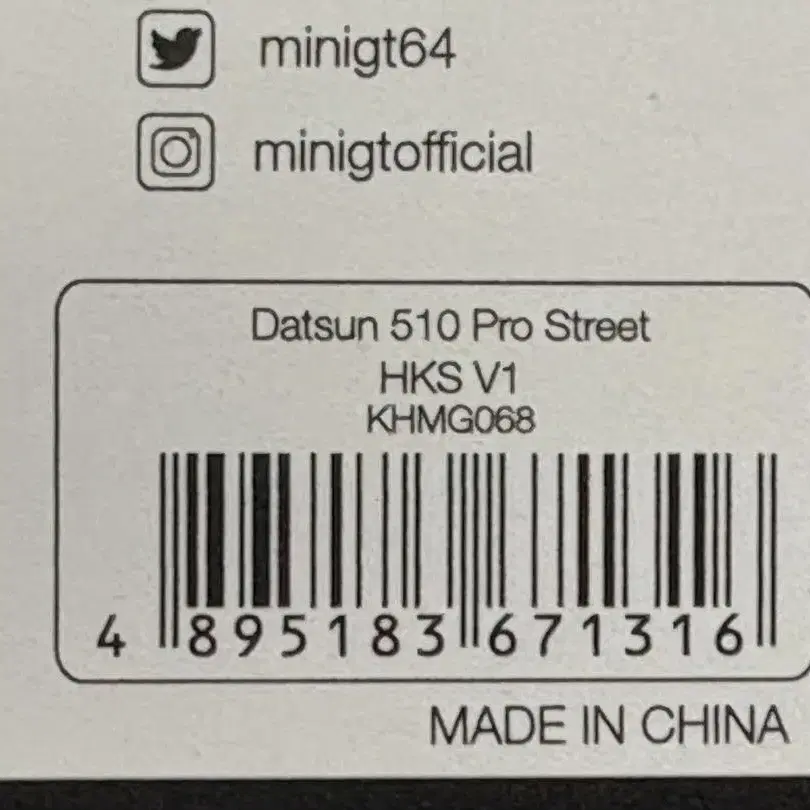 minigt64
minigtofficial
Datsun 510 Pro Street
HKS V1
KHMG068
4 895183 671316
MADE IN CHINA